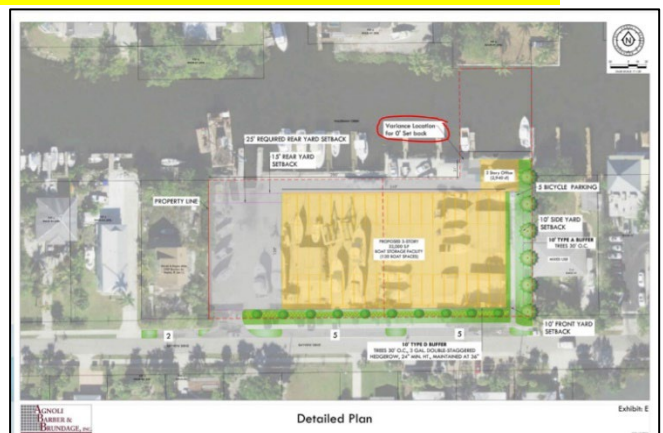 Variance Location
for 0' Set back
25' REQUIRED REAR YARD
SETBACK
15' REAR YARD
SETBACK
PROPERTY LINE
5 BICYCLE PARKING
10' SIDE YARD
SETBACK
10' TYPE A BUFFER
TREES 30' O.C.
PROPOSED 3-STORY
BOAT STORAGE FACILITY
10' FRONT YARD
SETBACK
2
5
5
10' TYPE D BUFFER
TREES 30' O.C., 3 GAL. DOUBLE STAGGERED
HEDGEROW, 24" MIN. HT., MAINTAINED AT 36"
AGNOLI
BARBER &
BRUNDAGE, INC.
Detailed Plan
Exhibit E